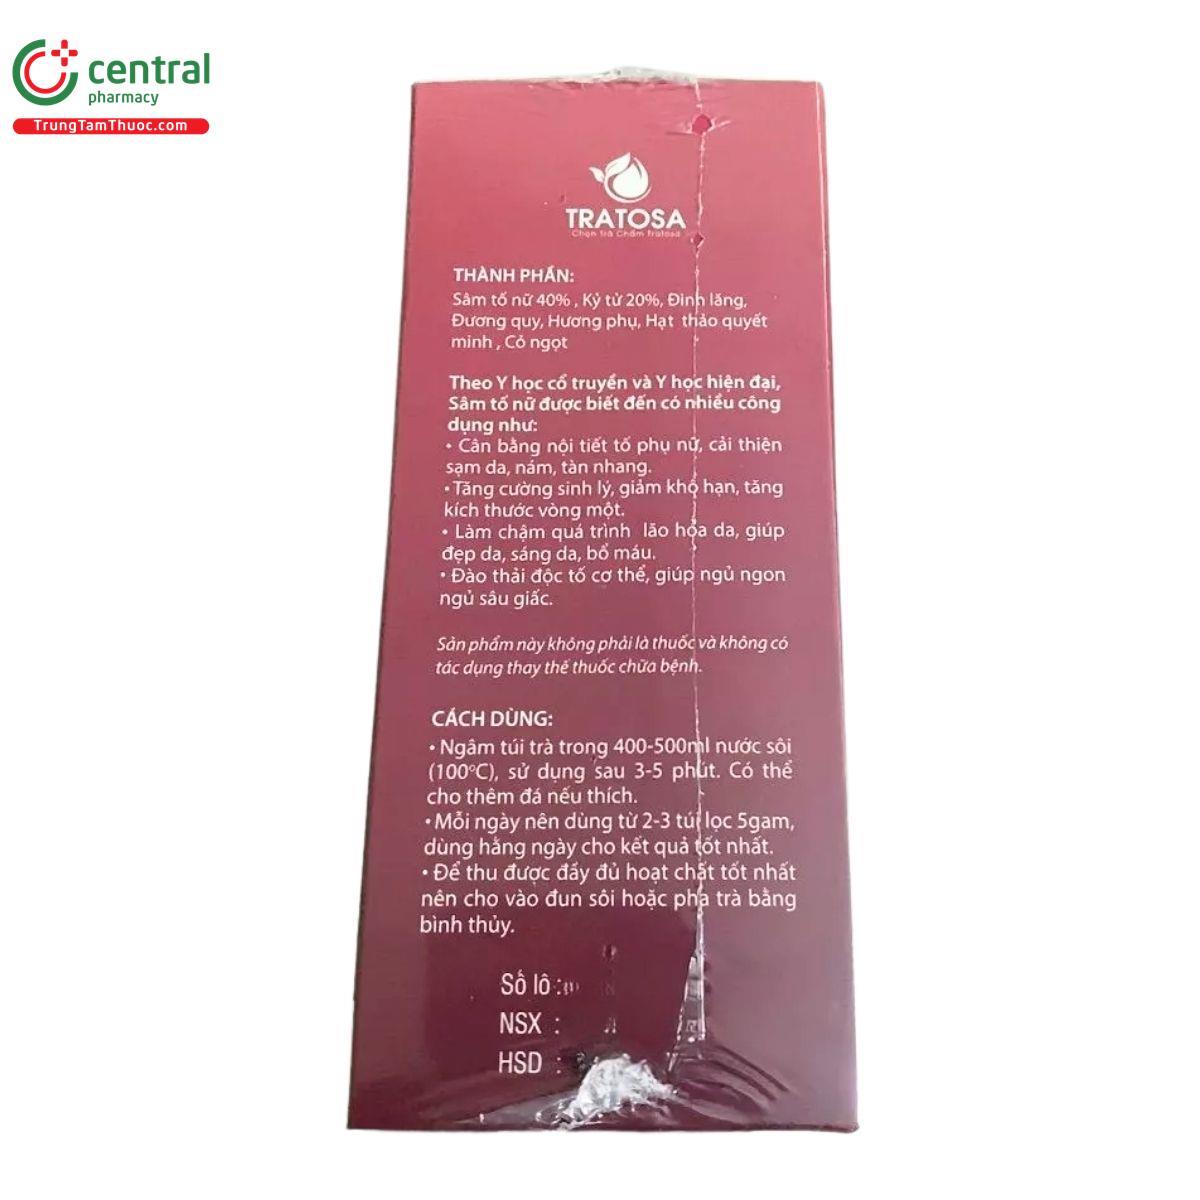 central
pharmacy
TrungTamThuoc.com
TRATOSA
Chọn trà Chấm Tratosa
THÀNH PHẦN:
Sâm tố nữ 40% , Kỷ tử 20%, Đinh lăng,
Đương quy, Hương phụ, Hạt thảo quyết
minh , Cỏ ngọt
Theo Y học cổ truyền và Y học hiện đại,
Sâm tố nữ được biết đến có nhiều công
dụng như:
• Cân bằng nội tiết tố phụ nữ, cải thiện
sạm da, nám, tàn nhang.
• Tăng cường sinh lý, giảm khô hạn, tăng
kích thước vòng một.
• Làm chậm quá trình lão hóa da, giúp
đẹp da, sáng da, bổ máu.
• Đào thải độc tố cơ thể, giúp ngủ ngon
ngủ sâu giấc.
Sản phẩm này không phải là thuốc và không có
tác dụng thay thế thuốc chữa bệnh.
CÁCH DÙNG:
• Ngâm túi trà trong 400-500ml nước sôi
(100°C), sử dụng sau 3-5 phút. Có thể
cho thêm đá nếu thích.
• Mỗi ngày nên dùng từ 2-3 túi lọc 5gam,
dùng hằng ngày cho kết quả tốt nhất.
• Để thu được đầy đủ hoạt chất tốt nhất
nên cho vào đun sôi hoặc pha trà bằng
bình thủy.
Số lô :
NSX :
HSD :